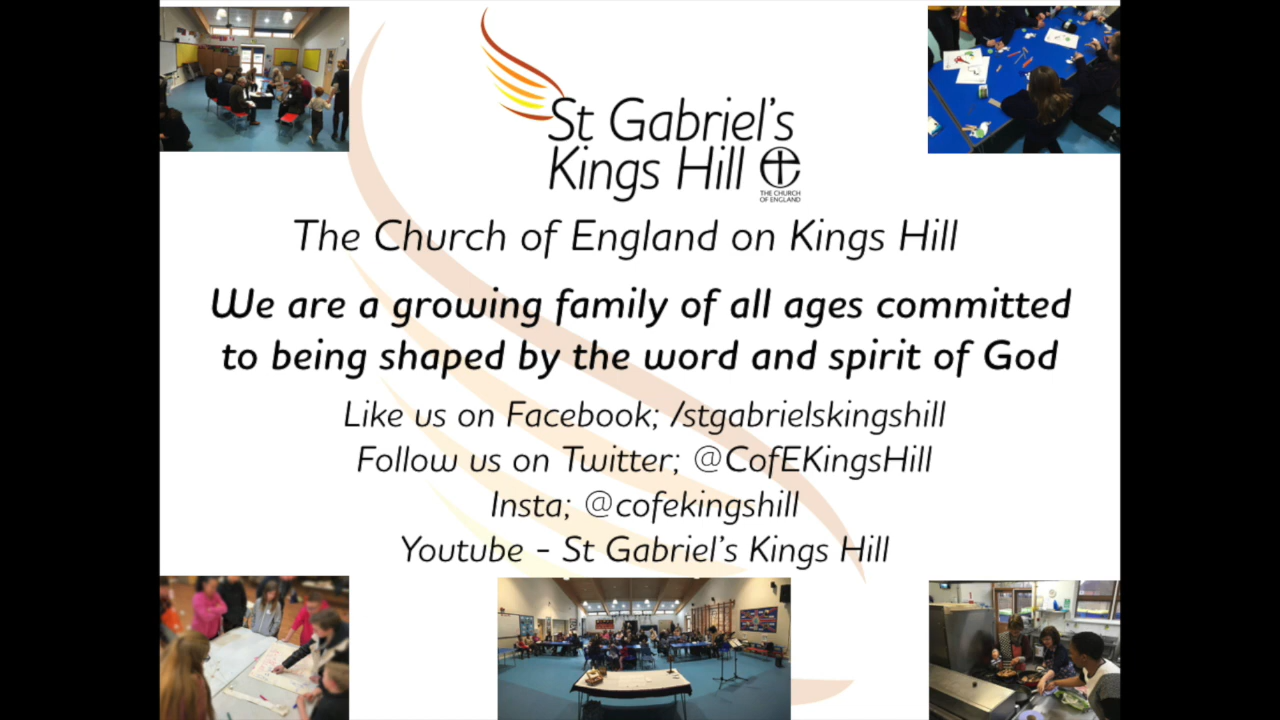 St Gabriel's
Kings Hill
THE CHURCH
OF ENGLAND
The Church of England on Kings Hill
We are a growing family of all ages committed
to being shaped by the word and spirit of God
Like us on Facebook; /stgabrielskingshill
Follow us on Twitter; @CofEKingsHill
Insta; @cofekingshill
Youtube - St Gabriel's Kings Hill